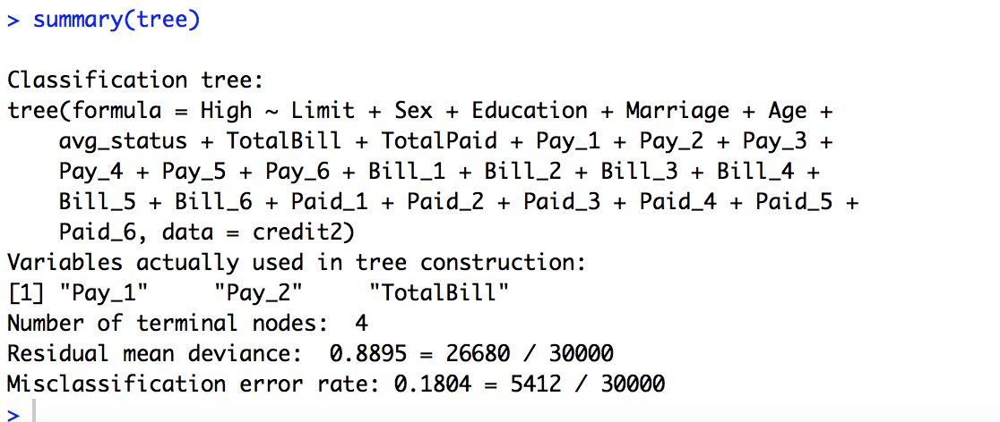 > summary(tree)
Classification tree:
tree(formula = High ~ Limit + Sex + Education + Marriage + Age +
    avg_status + TotalBill + TotalPaid + Pay_1 + Pay_2 + Pay_3 +
    Pay_4 + Pay_5 + Pay_6 + Bill_1 + Bill_2 + Bill_3 + Bill_4 +
    Bill_5 + Bill_6 + Paid_1 + Paid_2 + Paid_3 + Paid_4 + Paid_5 +
    Paid_6, data = credit2)
Variables actually used in tree construction:
[1] "Pay_1"     "Pay_2"     "TotalBill"
Number of terminal nodes:  4
Residual mean deviance:  0.8895 = 26680 / 30000
Misclassification error rate: 0.1804 = 5412 / 30000
>